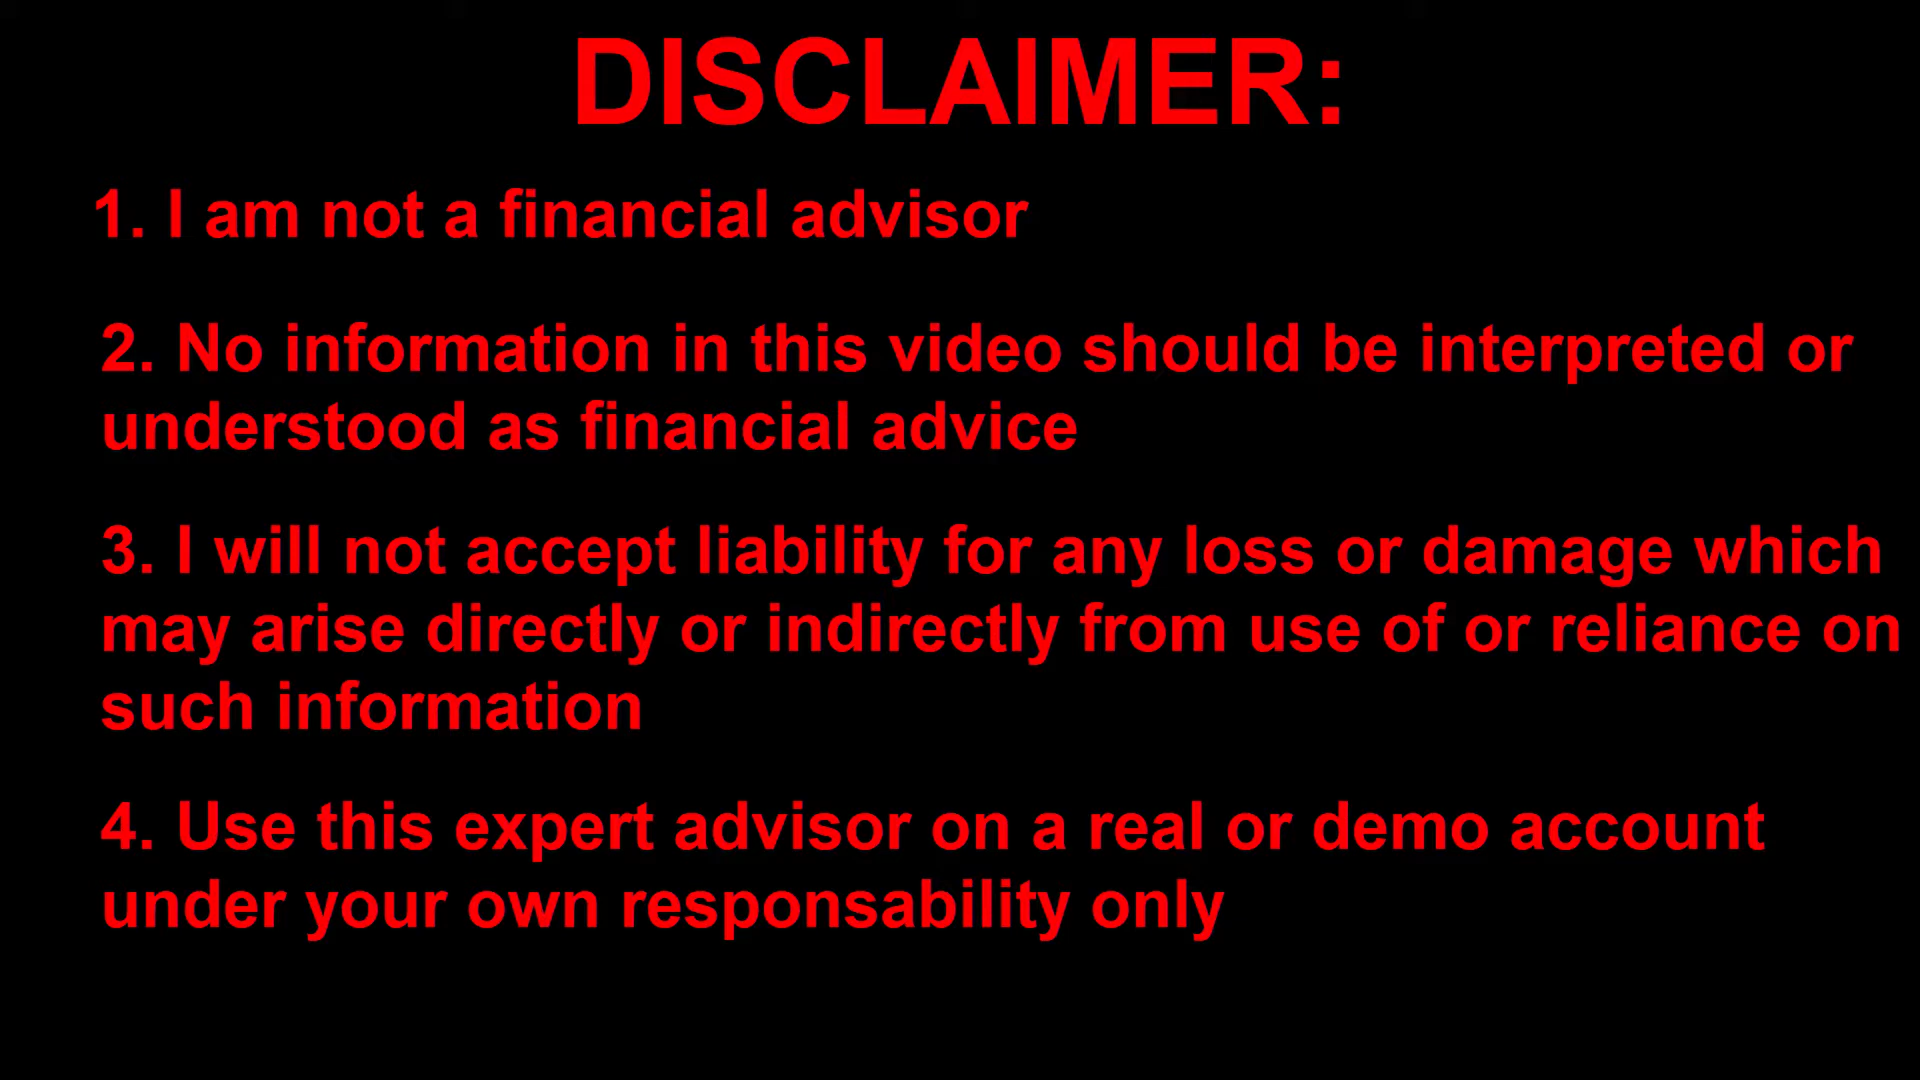 DISCLAIMER:
1. I am not a financial advisor
2. No information in this video should be interpreted or
understood as financial advice
3. I will not accept liability for any loss or damage which
may arise directly or indirectly from use of or reliance on
such information
4. Use this expert advisor on a real or demo account
under your own responsability only